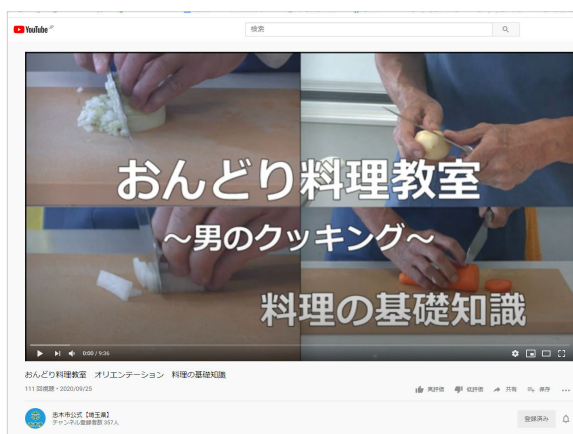 YouTube JP
検索
おんどり料理教室
～男のクッキング～
料理の基礎知識
0:00 / 9:36
おんどり料理教室 オリエンテーション 料理の基礎知識
111 回視聴・2020/09/25
高評価 低評価 共有 保存 …
志木市公式【埼玉県】
チャンネル登録者数 357人
登録済み